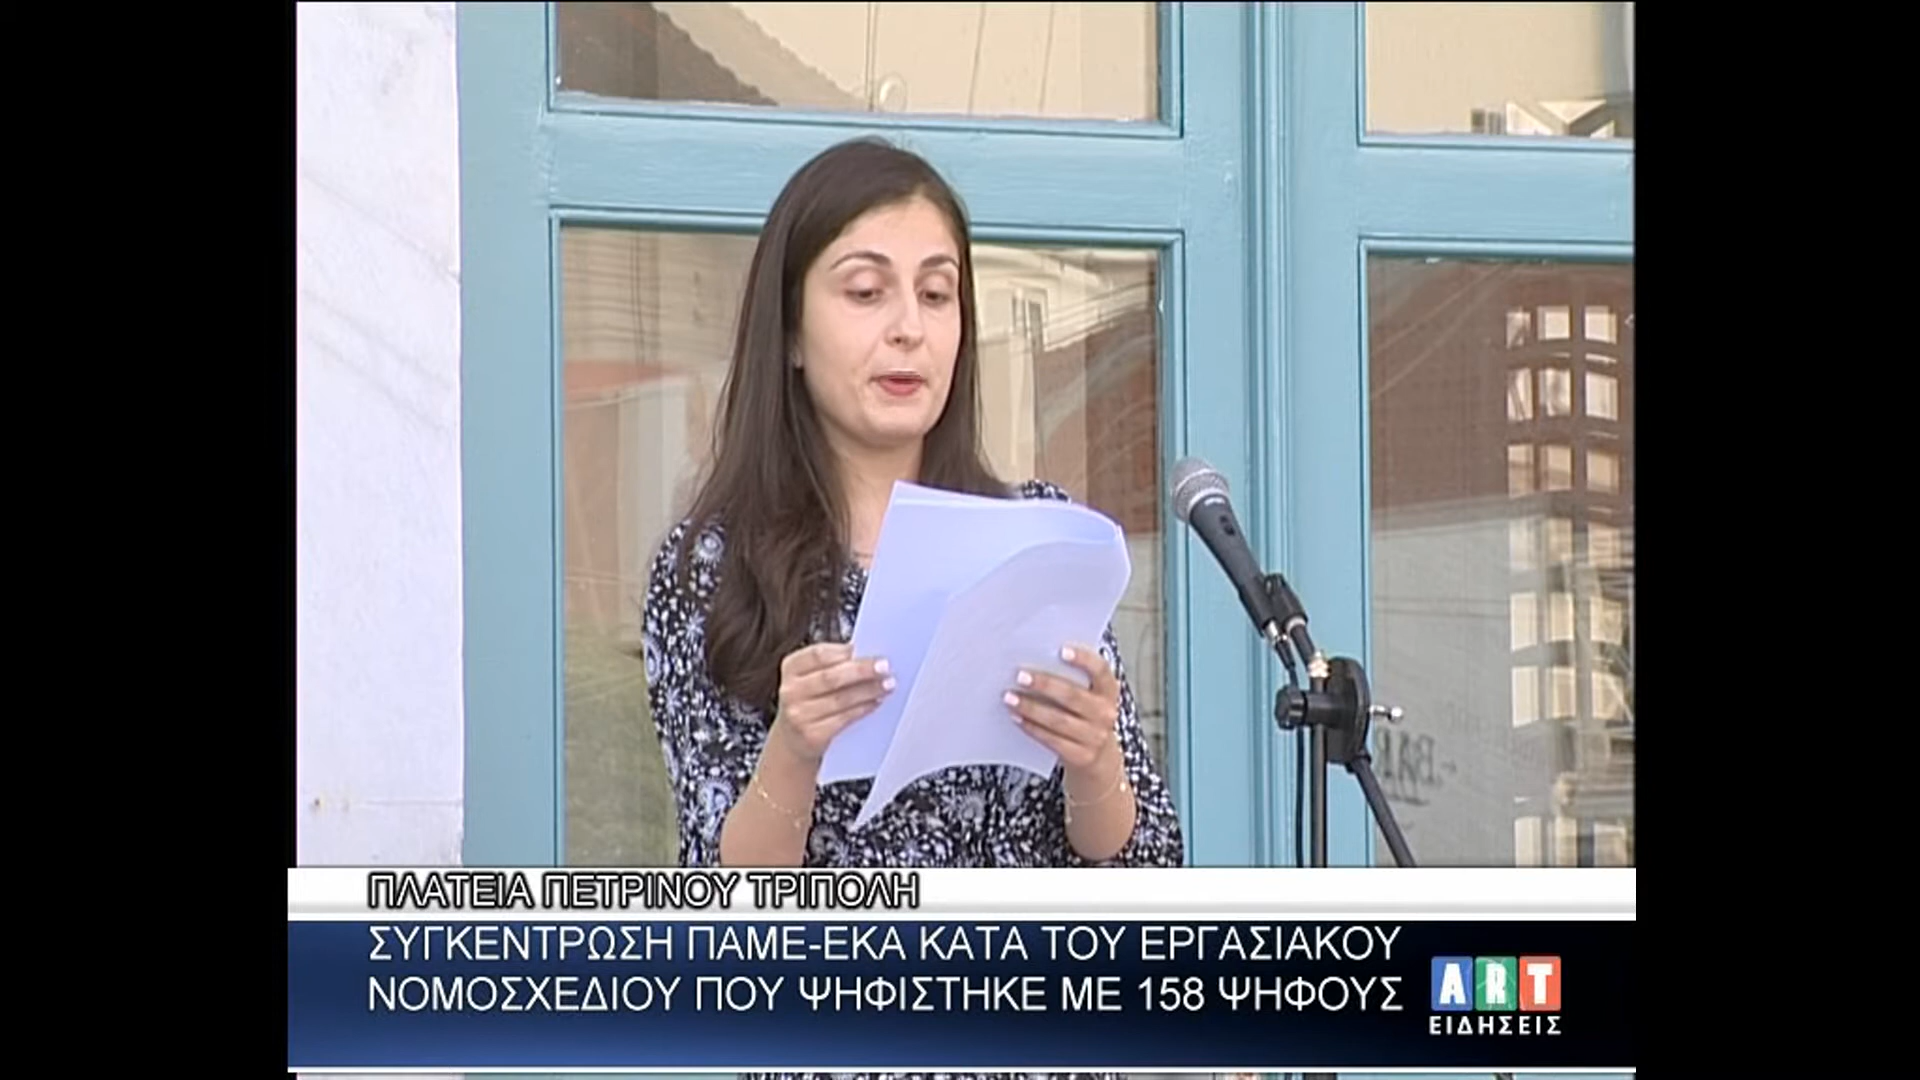 ΠΛΑΤΕΙΑ ΠΕΤΡΙΝΟΥ ΤΡΙΠΟΛΗ
ΣΥΓΚΕΝΤΡΩΣΗ ΠΑΜΕ-ΕΚΑ ΚΑΤΑ ΤΟΥ ΕΡΓΑΣΙΑΚΟΥ
ΝΟΜΟΣΧΕΔΙΟΥ ΠΟΥ ΨΗΦΙΣΤΗΚΕ ΜΕ 158 ΨΗΦΟΥΣ
ART
ΕΙΔΗΣΕΙΣ